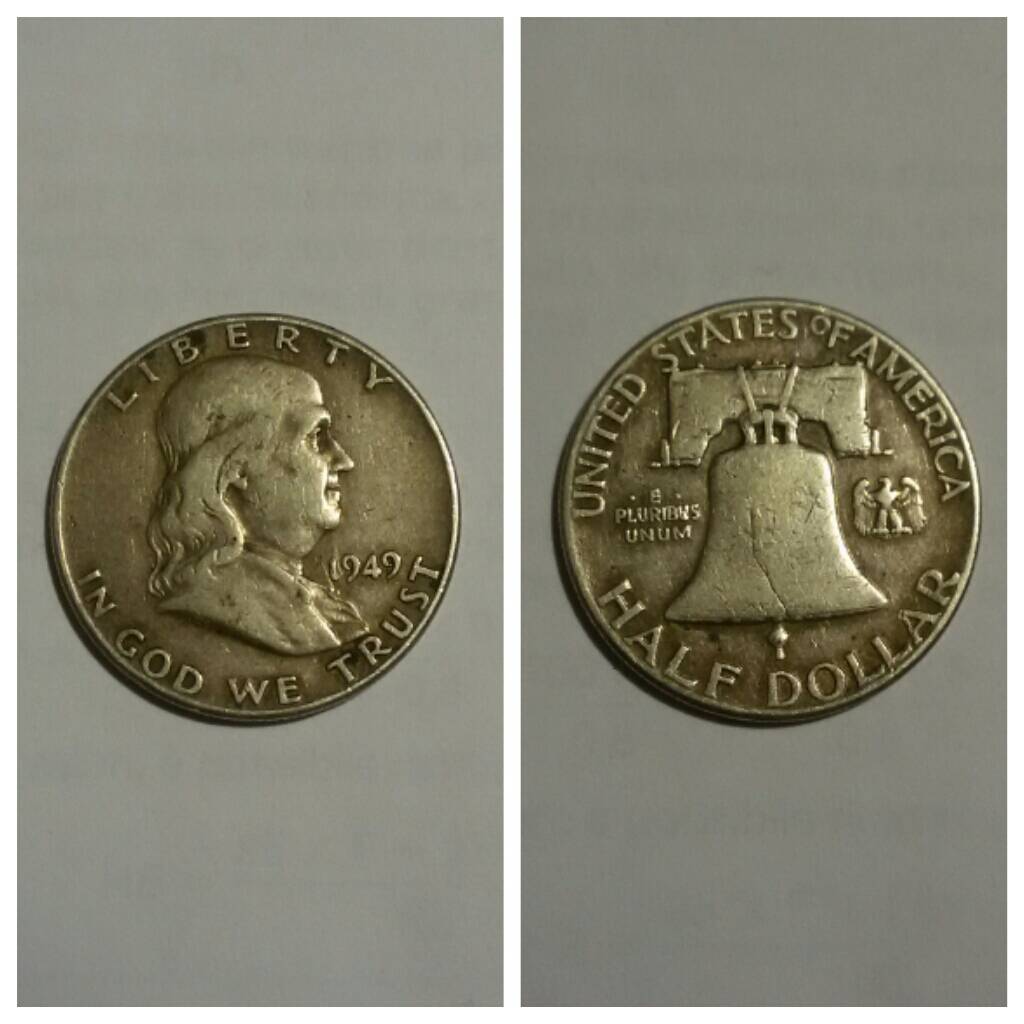 LIBERTY
1949
IN GOD WE TRUST
UNITED STATES OF AMERICA
E
PLURIBUS
UNUM
HALF DOLLAR